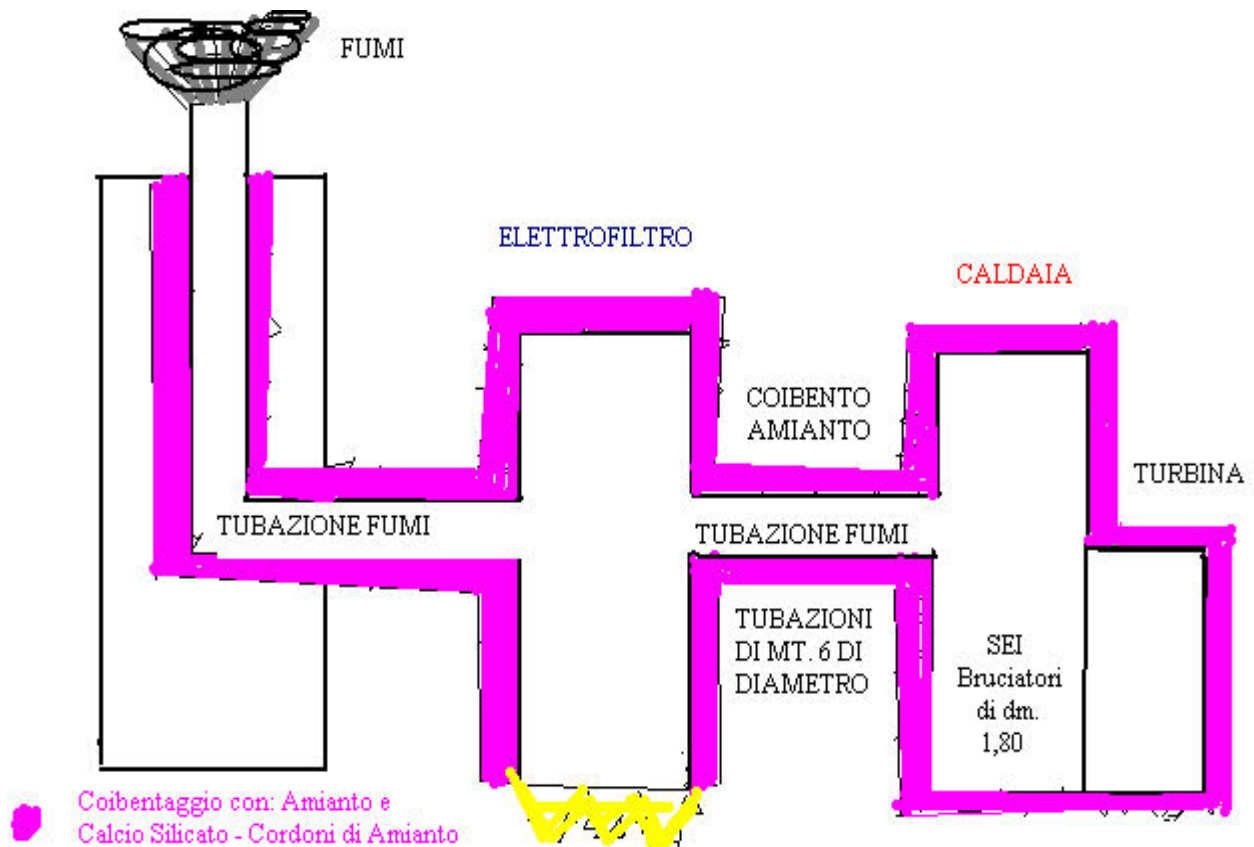 FUMI
ELETTROFILTRO
CALDAIA
COIBENTO
AMIANTO
TURBINA
TUBAZIONE FUMI
TUBAZIONE FUMI
TUBAZIONI
DI MT. 6 DI
DIAMETRO
SEI
Bruciatori
di dm.
1,80
Coibentaggio con: Amianto e
Calcio Silicato - Cordoni di Amianto